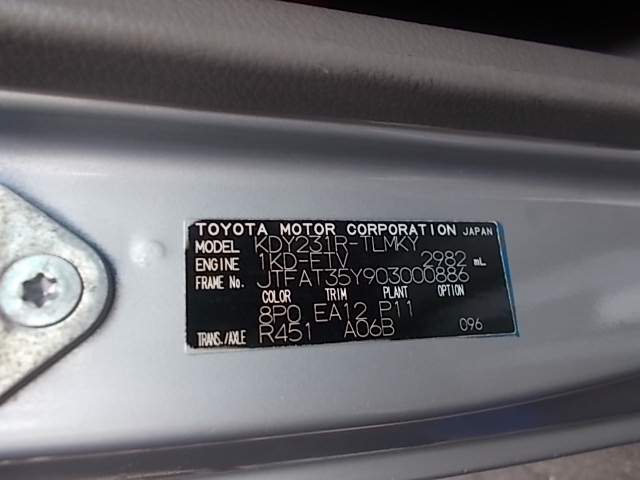 TOYOTA MOTOR CORPORATION JAPAN
MODEL KDY231R-TLMKY
ENGINE 1KD-FTV 2982 mL
FRAME No. JTFAT35Y903000886
COLOR TRIM PLANT OPTION
8P0 EA12 P11
TRANS./AXLE R451 A06B 096